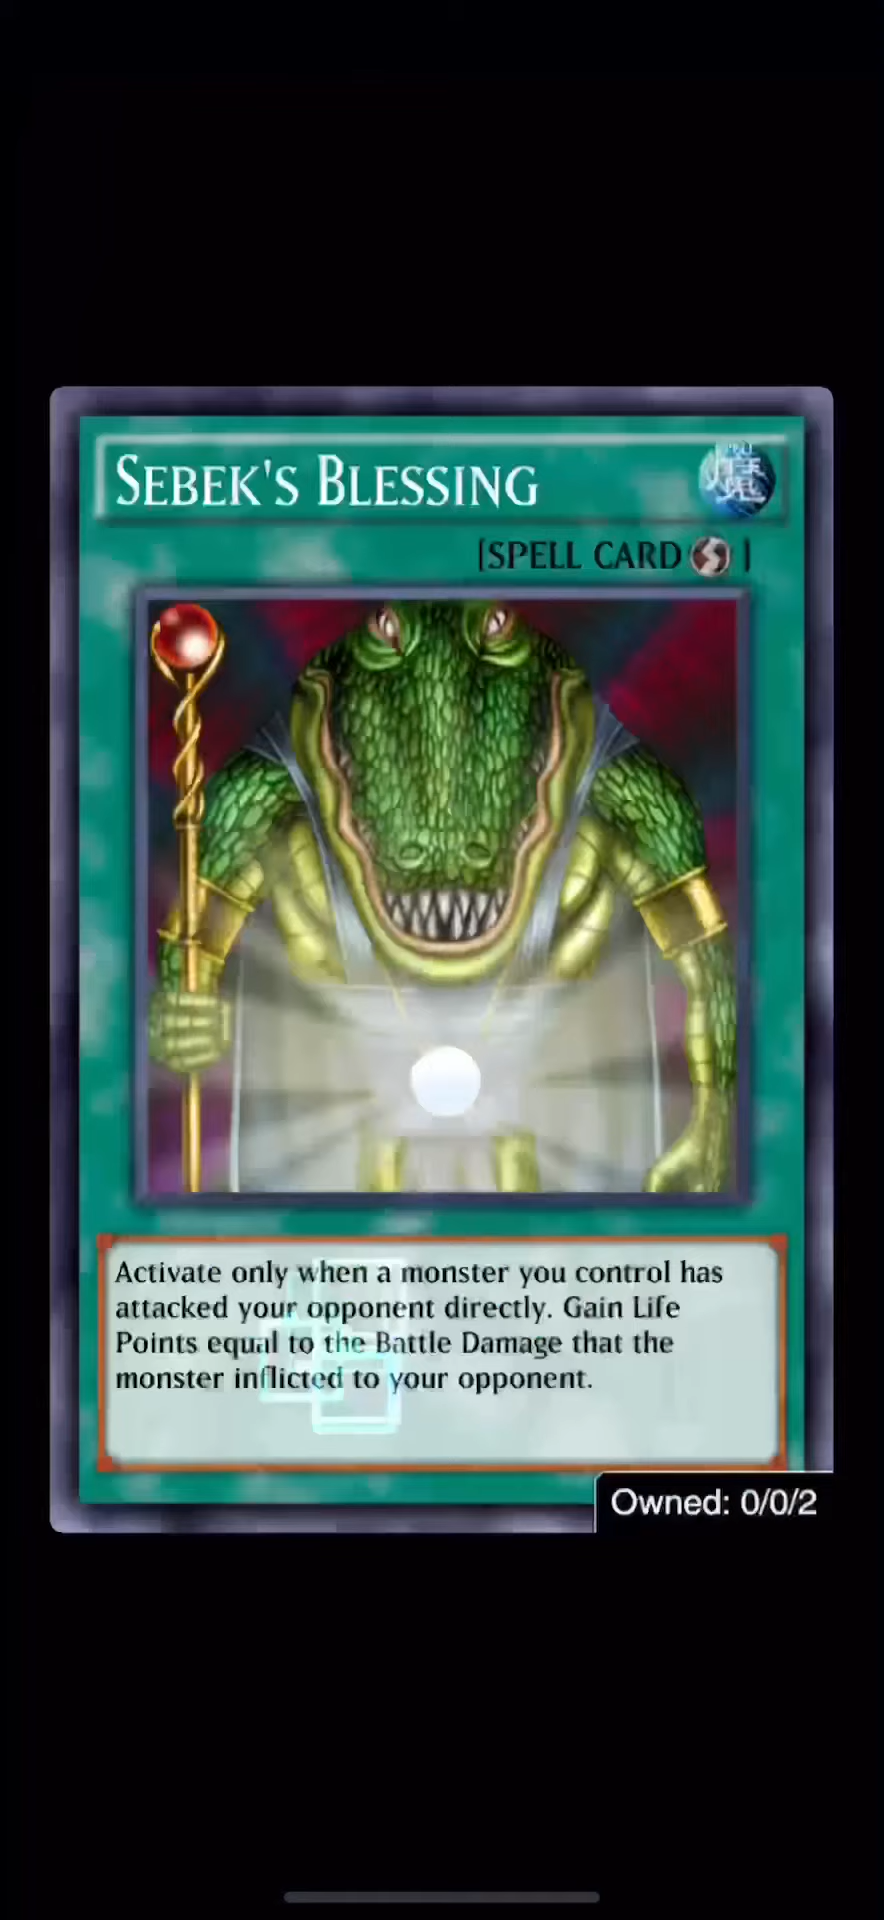 SEBEK'S BLESSING
[SPELL CARD ]
Activate only when a monster you control has
attacked your opponent directly. Gain Life
Points equal to the Battle Damage that the
monster inflicted to your opponent.
Owned: 0/0/2